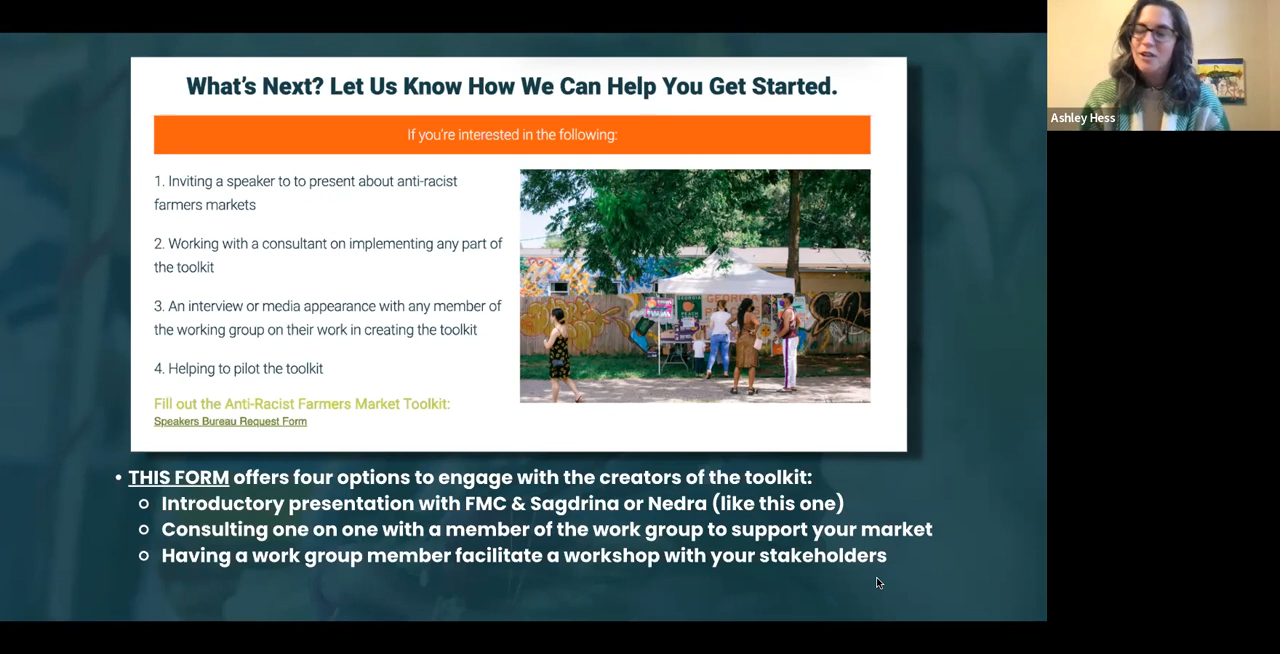 What's Next? Let Us Know How We Can Help You Get Started.
If you're interested in the following:
1. Inviting a speaker to to present about anti-racist
farmers markets
2. Working with a consultant on implementing any part of
the toolkit
3. An interview or media appearance with any member of
the working group on their work in creating the toolkit
4. Helping to pilot the toolkit
Fill out the Anti-Racist Farmers Market Toolkit:
Speakers Bureau Request Form
GEORGIA
PEACH
• THIS FORM offers four options to engage with the creators of the toolkit:
Introductory presentation with FMC & Sagdrina or Nedra (like this one)
Consulting one on one with a member of the work group to support your market
Having a work group member facilitate a workshop with your stakeholders
Ashley Hess